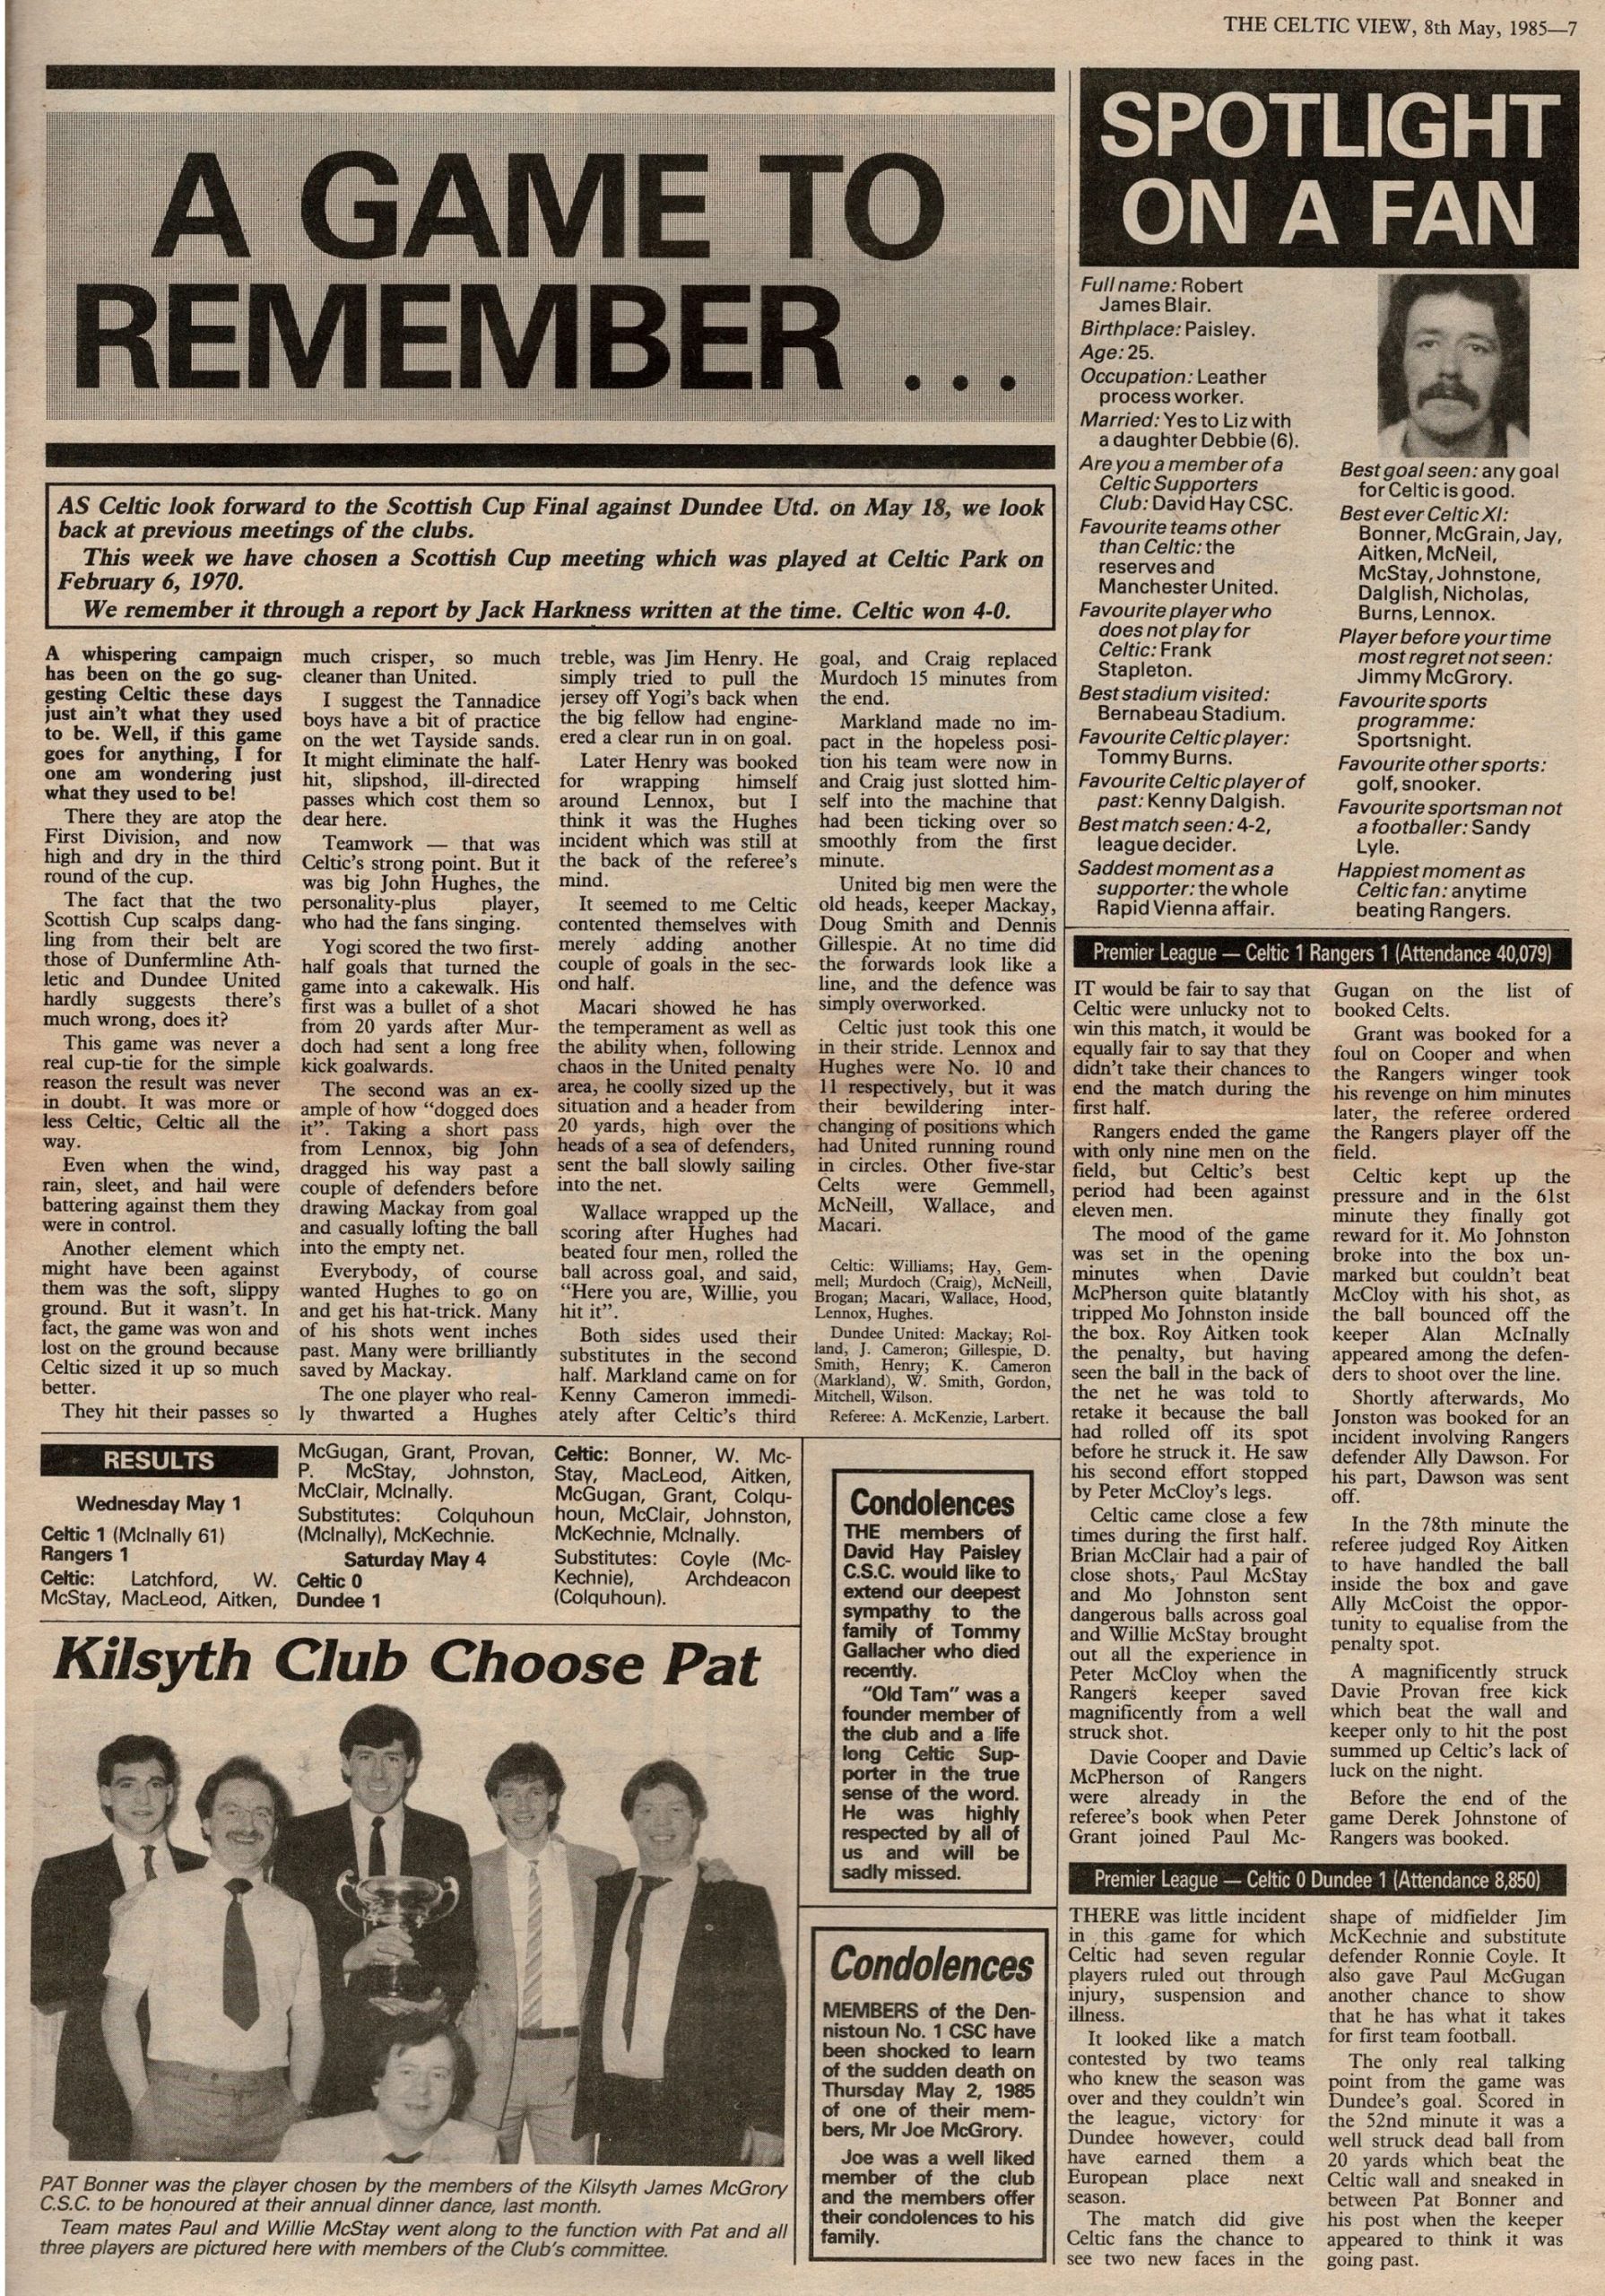 THE CELTIC VIEW, 8th May, 1985—7
A GAME TO
REMEMBER ...
AS Celtic look forward to the Scottish Cup Final against Dundee Utd. on May 18, we look
back at previous meetings of the clubs.
This week we have chosen a Scottish Cup meeting which was played at Celtic Park on
February 6, 1970.
We remember it through a report by Jack Harkness written at the time. Celtic won 4-0.
A whispering campaign
has been on the go sug-
gesting Celtic these days
just ain't what they used
to be. Well, if this game
goes for anything, I for
one am wondering just
what they used to be!
There they are atop the
First Division, and now
high and dry in the third
round of the cup.
The fact that the two
Scottish Cup scalps dang-
ling from their belt are
those of Dunfermline Ath-
letic and Dundee United
hardly suggests there's
much wrong, does it?
This game was never a
real cup-tie for the simple
reason the result was never
in doubt. It was more or
less Celtic, Celtic all the
way.
Even when the wind,
rain, sleet, and hail were
battering against them they
were in control.
Another element which
might have been against
them was the soft, slippy
ground. But it wasn't. In
fact, the game was won and
lost on the ground because
Celtic sized it up so much
better.
They hit their passes so
much crisper, so much
cleaner than United.
I suggest the Tannadice
boys have a bit of practice
on the wet Tayside sands.
It might eliminate the half-
hit, slipshod, ill-directed
passes which cost them so
dear here.
Teamwork — that was
Celtic's strong point. But it
was big John Hughes, the
personality-plus player,
who had the fans singing.
Yogi scored the two first-
half goals that turned the
game into a cakewalk. His
first was a bullet of a shot
from 20 yards after Mur-
doch had sent a long free
kick goalwards.
The second was an ex-
ample of how "dogged does
it". Taking a short pass
from Lennox, big John
dragged his way past a
couple of defenders before
drawing Mackay from goal
and casually lofting the ball
into the empty net.
Everybody, of course
wanted Hughes to go on
and get his hat-trick. Many
of his shots went inches
past. Many were brilliantly
saved by Mackay.
The one player who real-
ly thwarted a Hughes
treble, was Jim Henry. He
simply tried to pull the
jersey off Yogi's back when
the big fellow had engine-
ered a clear run in on goal.
Later Henry was booked
for wrapping himself
around Lennox, but I
think it was the Hughes
incident which was still at
the back of the referee's
mind.
It seemed to me Celtic
contented themselves with
merely adding another
couple of goals in the sec-
ond half.
Macari showed he has
the temperament as well as
the ability when, following
chaos in the United penalty
area, he coolly sized up the
situation and a header from
20 yards, high over the
heads of a sea of defenders,
sent the ball slowly sailing
into the net.
Wallace wrapped up the
scoring after Hughes had
beated four men, rolled the
ball across goal, and said,
"Here you are, Willie, you
hit it".
Both sides used their
substitutes in the second
half. Markland came on for
Kenny Cameron immedi-
ately after Celtic's third
goal, and Craig replaced
Murdoch 15 minutes from
the end.
Markland made no im-
pact in the hopeless posi-
tion his team were now in
and Craig just slotted him-
self into the machine that
had been ticking over so
smoothly from the first
minute.
United big men were the
old heads, keeper Mackay,
Doug Smith and Dennis
Gillespie. At no time did
the forwards look like a
line, and the defence was
simply overworked.
Celtic just took this one
in their stride. Lennox and
Hughes were No. 10 and
11 respectively, but it was
their bewildering inter-
changing of positions which
had United running round
in circles. Other five-star
Celts were Gemmell,
McNeill, Wallace, and
Macari.
Celtic: Williams; Hay, Gem-
mell; Murdoch (Craig), McNeill,
Brogan; Macari, Wallace, Hood,
Lennox, Hughes.
Dundee United: Mackay; Rol-
land, J. Cameron; Gillespie, D.
Smith, Henry; K. Cameron
(Markland), W. Smith, Gordon,
Mitchell, Wilson.
Referee: A. McKenzie, Larbert.
RESULTS
Wednesday May 1
Celtic 1 (McInally 61)
Rangers 1
Celtic: Latchford, W.
McStay, MacLeod, Aitken,
McGugan, Grant, Provan,
P. McStay, Johnston,
McClair, McInally.
Substitutes: Colquhoun
(McInally), McKechnie.
Saturday May 4
Celtic 0
Dundee 1
Celtic: Bonner, W. Mc-
Stay, MacLeod, Aitken,
McGugan, Grant, Colqu-
houn, McClair, Johnston,
McKechnie, McInally.
Substitutes: Coyle (Mc-
Kechnie), Archdeacon
(Colquhoun).
Kilsyth Club Choose Pat
PAT Bonner was the player chosen by the members of the Kilsyth James McGrory
C.S.C. to be honoured at their annual dinner dance, last month.
Team mates Paul and Willie McStay went along to the function with Pat and all
three players are pictured here with members of the Club's committee.
Condolences
THE members of
David Hay Paisley
C.S.C. would like to
extend our deepest
sympathy to the
family of Tommy
Gallacher who died
recently.
"Old Tam" was a
founder member of
the club and a life
long Celtic Sup-
porter in the true
sense of the word.
He was highly
respected by all of
us and will be
sadly missed.
Condolences
MEMBERS of the Den-
nistoun No. 1 CSC have
been shocked to learn
of the sudden death on
Thursday May 2, 1985
of one of their mem-
bers, Mr Joe McGrory.
Joe was a well liked
member of the club
and the members offer
their condolences to his
family.
SPOTLIGHT
ON A FAN
Full name: Robert
James Blair.
Birthplace: Paisley.
Age: 25.
Occupation: Leather
process worker.
Married: Yes to Liz with
a daughter Debbie (6).
Are you a member of a
Celtic Supporters
Club: David Hay CSC.
Favourite teams other
than Celtic: the
reserves and
Manchester United.
Favourite player who
does not play for
Celtic: Frank
Stapleton.
Best stadium visited:
Bernabeau Stadium.
Favourite Celtic player:
Tommy Burns.
Favourite Celtic player of
past: Kenny Dalgish.
Best match seen: 4-2,
league decider.
Saddest moment as a
supporter: the whole
Rapid Vienna affair.
Best goal seen: any goal
for Celtic is good.
Best ever Celtic XI:
Bonner, McGrain, Jay,
Aitken, McNeil,
McStay, Johnstone,
Dalglish, Nicholas,
Burns, Lennox.
Player before your time
most regret not seen:
Jimmy McGrory.
Favourite sports
programme:
Sportsnight.
Favourite other sports:
golf, snooker.
Favourite sportsman not
a footballer: Sandy
Lyle.
Happiest moment as
Celtic fan: anytime
beating Rangers.
Premier League — Celtic 1 Rangers 1 (Attendance 40,079)
IT would be fair to say that
Celtic were unlucky not to
win this match, it would be
equally fair to say that they
didn't take their chances to
end the match during the
first half.
Rangers ended the game
with only nine men on the
field, but Celtic's best
period had been against
eleven men.
The mood of the game
was set in the opening
minutes when Davie
McPherson quite blatantly
tripped Mo Johnston inside
the box. Roy Aitken took
the penalty, but having
seen the ball in the back of
the net he was told to
retake it because the ball
had rolled off its spot
before he struck it. He saw
his second effort stopped
by Peter McCloy's legs.
Celtic came close a few
times during the first half.
Brian McClair had a pair of
close shots, Paul McStay
and Mo Johnston sent
dangerous balls across goal
and Willie McStay brought
out all the experience in
Peter McCloy when the
Rangers keeper saved
magnificently from a well
struck shot.
Davie Cooper and Davie
McPherson of Rangers
were already in the
referee's book when Peter
Grant joined Paul Mc-
Gugan on the list of
booked Celts.
Grant was booked for a
foul on Cooper and when
the Rangers winger took
his revenge on him minutes
later, the referee ordered
the Rangers player off the
field.
Celtic kept up the
pressure and in the 61st
minute they finally got
reward for it. Mo Johnston
broke into the box un-
marked but couldn't beat
McCloy with his shot, as
the ball bounced off the
keeper Alan McInally
appeared among the defen-
ders to shoot over the line.
Shortly afterwards, Mo
Jonston was booked for an
incident involving Rangers
defender Ally Dawson. For
his part, Dawson was sent
off.
In the 78th minute the
referee judged Roy Aitken
to have handled the ball
inside the box and gave
Ally McCoist the oppor-
tunity to equalise from the
penalty spot.
A magnificently struck
Davie Provan free kick
which beat the wall and
keeper only to hit the post
summed up Celtic's lack of
luck on the night.
Before the end of the
game Derek Johnstone of
Rangers was booked.
Premier League — Celtic 0 Dundee 1 (Attendance 8,850)
THERE was little incident
in this game for which
Celtic had seven regular
players ruled out through
injury, suspension and
illness.
It looked like a match
contested by two teams
who knew the season was
over and they couldn't win
the league, victory for
Dundee however, could
have earned them a
European place next
season.
The match did give
Celtic fans the chance to
see two new faces in the
shape of midfielder Jim
McKechnie and substitute
defender Ronnie Coyle. It
also gave Paul McGugan
another chance to show
that he has what it takes
for first team football.
The only real talking
point from the game was
Dundee's goal. Scored in
the 52nd minute it was a
well struck dead ball from
20 yards which beat the
Celtic wall and sneaked in
between Pat Bonner and
his post when the keeper
appeared to think it was
going past.